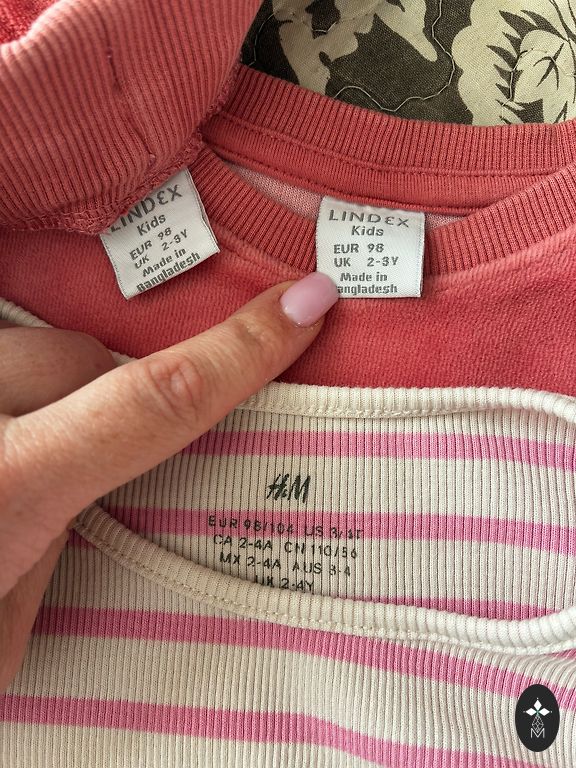 LINDEX
Kids
EUR 98
UK 2-3Y
Made in
Bangladesh
LINDEX
Kids
EUR 98
UK 2-3Y
Made in
angladesh
H&M
EUR 98/104 US 3/4T
CA 2-4A CN 110/56
MX 2-4A AUS 3-4
UK 2-4Y
M